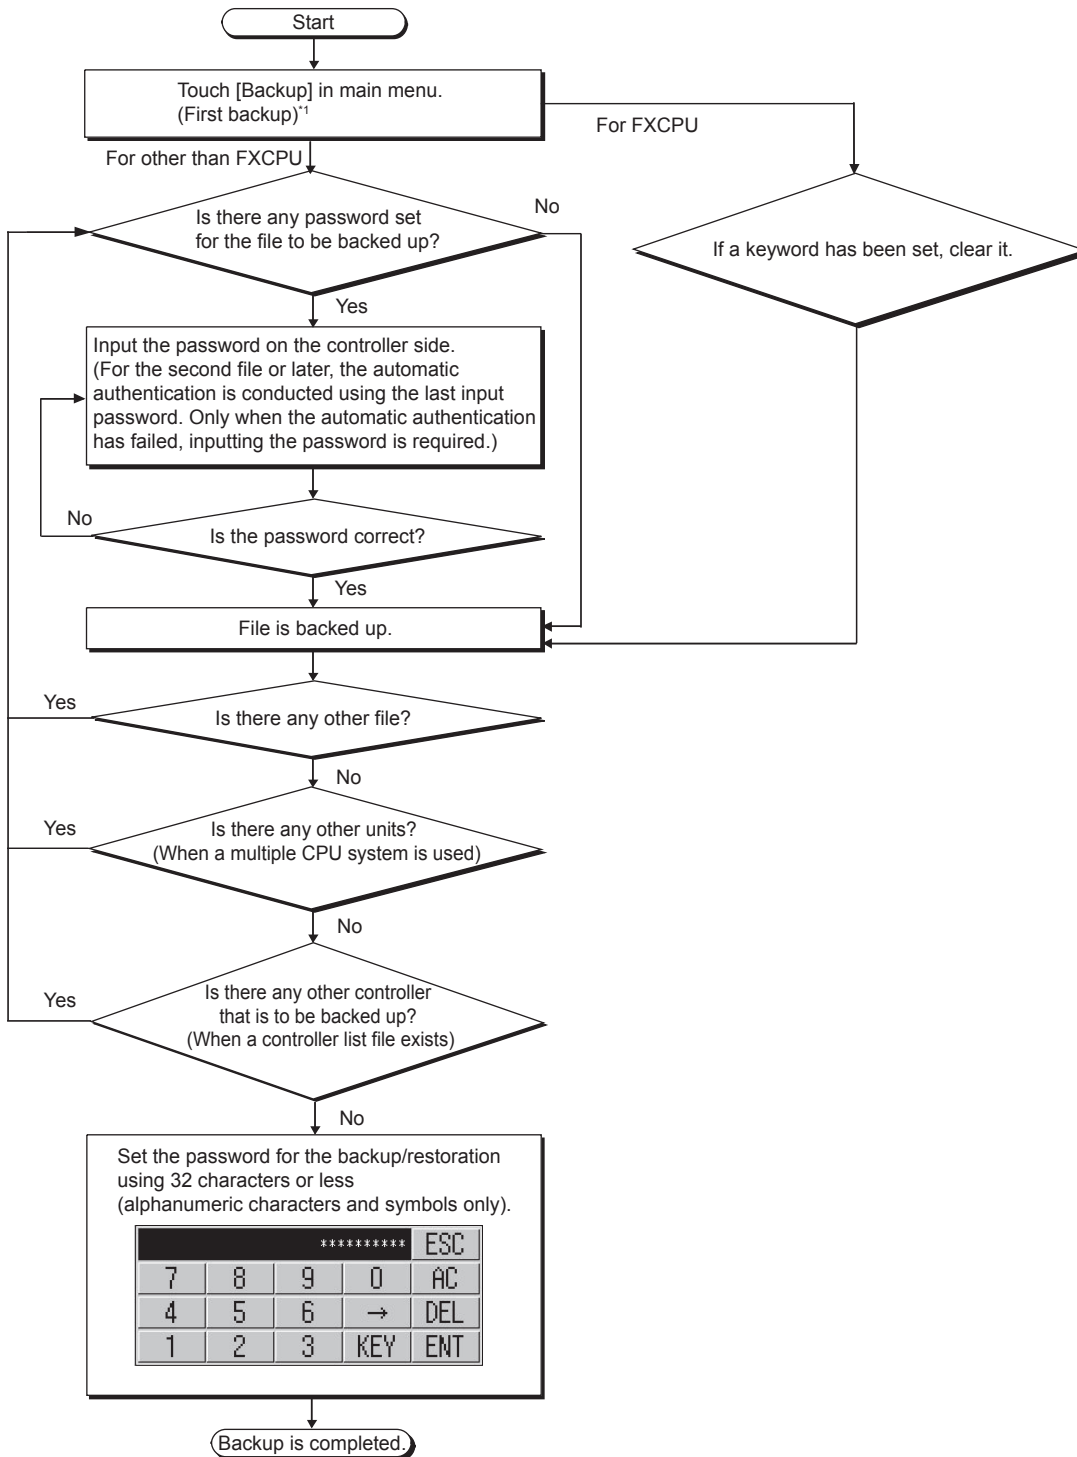 Start
Touch [Backup] in main menu.
(First backup)*1
For FXCPU
For other than FXCPU
Is there any password set
for the file to be backed up?
No
If a keyword has been set, clear it.
Yes
Input the password on the controller side.
(For the second file or later, the automatic
authentication is conducted using the last input
password. Only when the automatic authentication
has failed, inputting the password is required.)
No
Is the password correct?
Yes
File is backed up.
Yes
Is there any other file?
No
Yes
Is there any other units?
(When a multiple CPU system is used)
No
Yes
Is there any other controller
that is to be backed up?
(When a controller list file exists)
No
Set the password for the backup/restoration
using 32 characters or less
(alphanumeric characters and symbols only).
********** ESC
7 8 9 0 AC
4 5 6 → DEL
1 2 3 KEY ENT
Backup is completed.